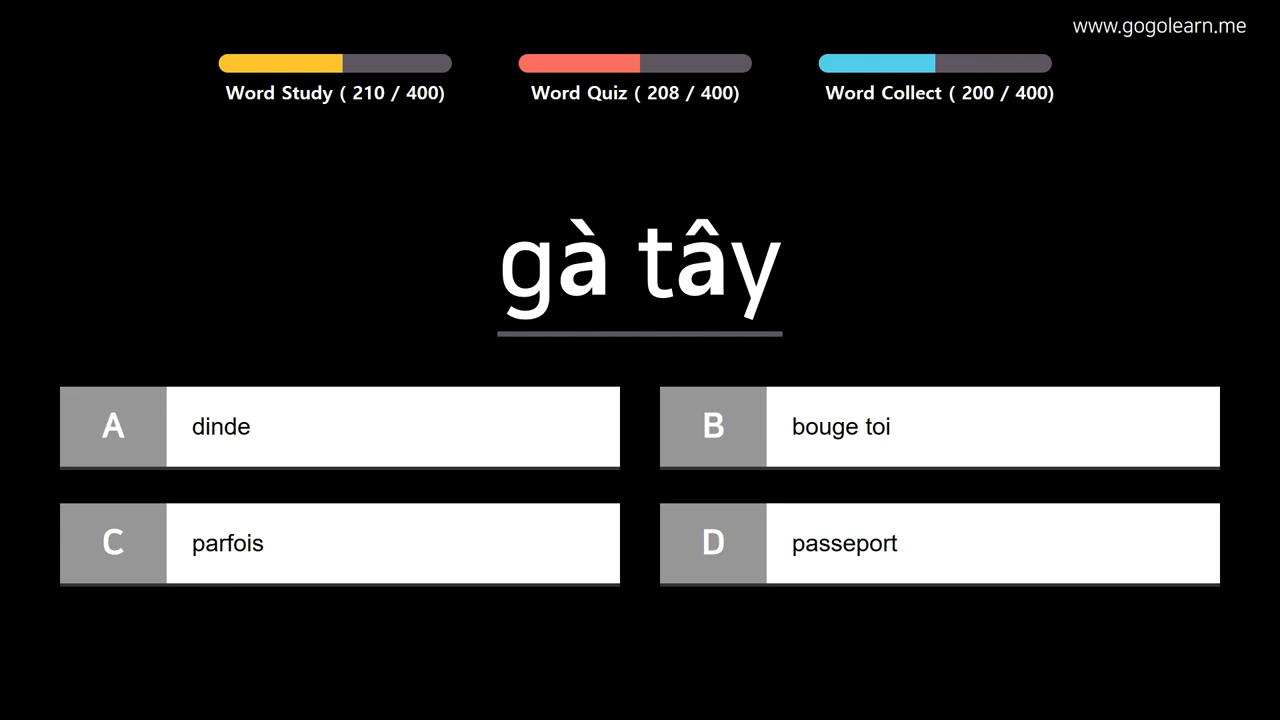 www.gogolearn.me
Word Study ( 210 / 400)
Word Quiz ( 208 / 400)
Word Collect ( 200 / 400)
gà tây
A dinde
B bouge toi
C parfois
D passeport